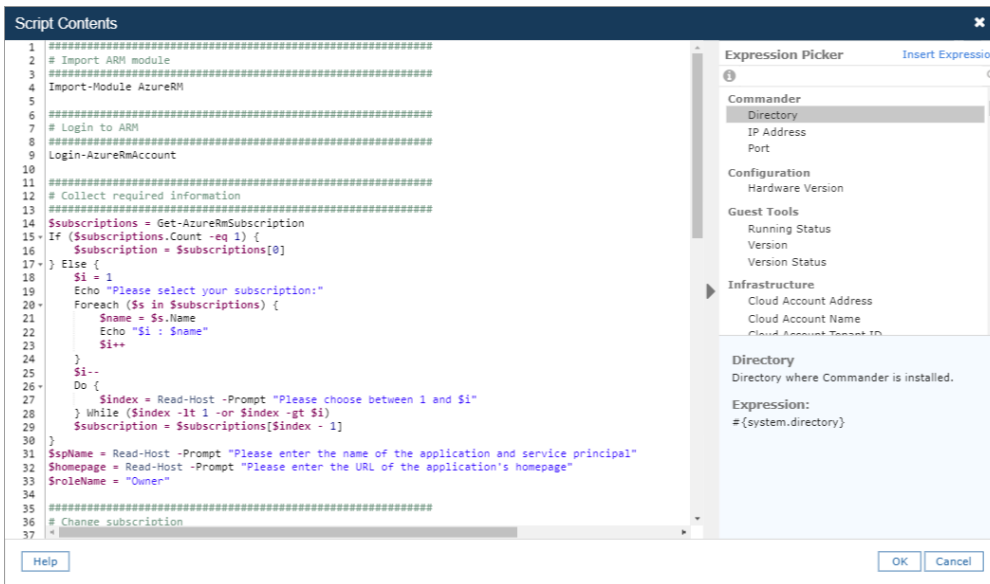 Script Contents
1 ##############################################################
2 # Import ARM module
3 ##############################################################
4 Import-Module AzureRM
5
6 ##############################################################
7 # Login to ARM
8 ##############################################################
9 Login-AzureRmAccount
10
11 ##############################################################
12 # Collect required information
13 ##############################################################
14 $subscriptions = Get-AzureRmSubscription
15 If ($subscriptions.Count -eq 1) {
16     $subscription = $subscriptions[0]
17 } Else {
18     $i = 1
19     Echo "Please select your subscription:"
20     Foreach ($s in $subscriptions) {
21         $name = $s.Name
22         Echo "$i : $name"
23         $i++
24     }
25     $i--
26     Do {
27         $index = Read-Host -Prompt "Please choose between 1 and $i"
28     } While ($index -lt 1 -or $index -gt $i)
29     $subscription = $subscriptions[$index - 1]
30 }
31 $spName = Read-Host -Prompt "Please enter the name of the application and service principal"
32 $homepage = Read-Host -Prompt "Please enter the URL of the application's homepage"
33 $roleName = "Owner"
34
35 ##############################################################
36 # Change subscription
37
Expression Picker
Insert Expressio
Commander
Directory
IP Address
Port
Configuration
Hardware Version
Guest Tools
Running Status
Version
Version Status
Infrastructure
Cloud Account Address
Cloud Account Name
Cloud Account Tenant ID
Directory
Directory where Commander is installed.
Expression:
#{system.directory}
Help
OK
Cancel